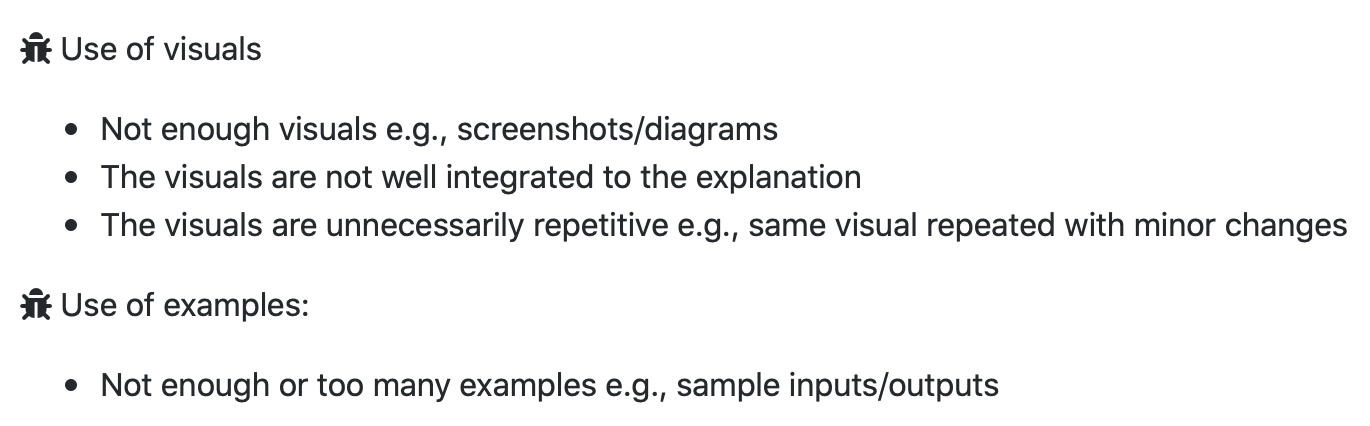 Use of visuals
• Not enough visuals e.g., screenshots/diagrams
• The visuals are not well integrated to the explanation
• The visuals are unnecessarily repetitive e.g., same visual repeated with minor changes
Use of examples:
• Not enough or too many examples e.g., sample inputs/outputs